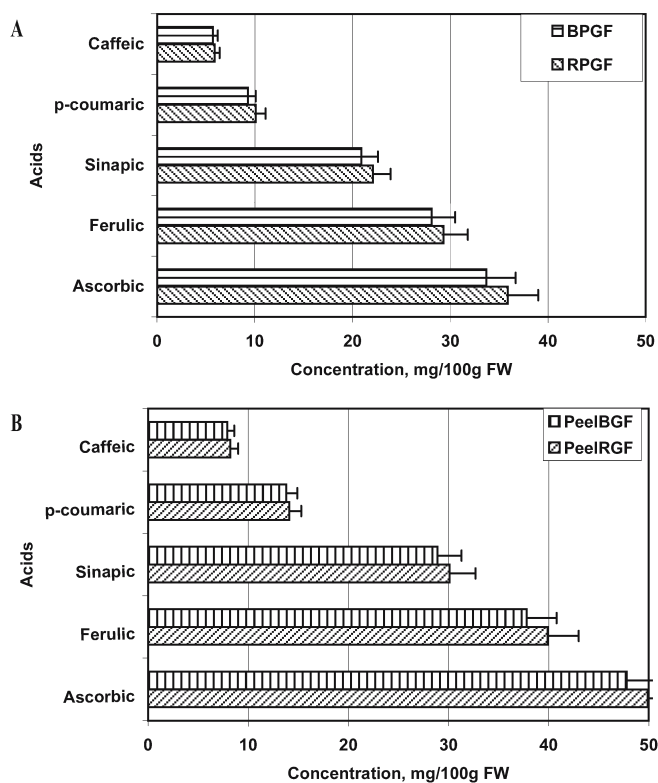 A
BPGF
RPGF
Caffeic
p-coumaric
Sinapic
Ferulic
Ascorbic
Acids
0 10 20 30 40 50
Concentration, mg/100g FW
B
PeelBGF
PeelRGF
Caffeic
p-coumaric
Sinapic
Ferulic
Ascorbic
Acids
0 10 20 30 40 50
Concentration, mg/100g FW